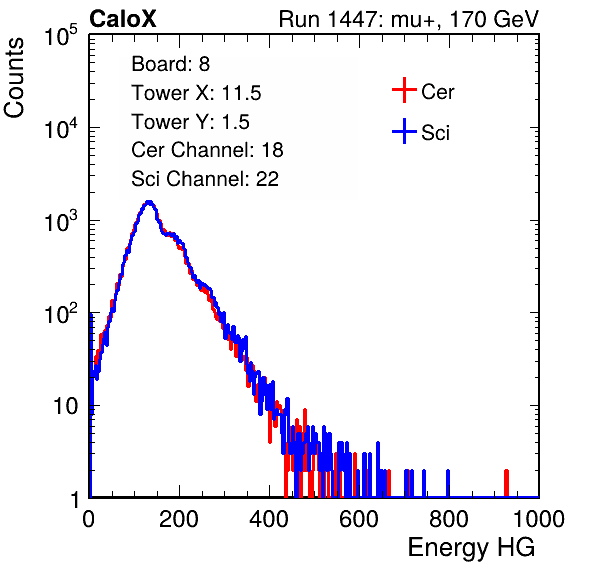 CaloX Run 1447: mu+, 170 GeV
Counts
10^5
10^4
10^3
10^2
10
1
Board: 8
Tower X: 11.5
Tower Y: 1.5
Cer Channel: 18
Sci Channel: 22
Cer
Sci
0 200 400 600 800 1000
Energy HG